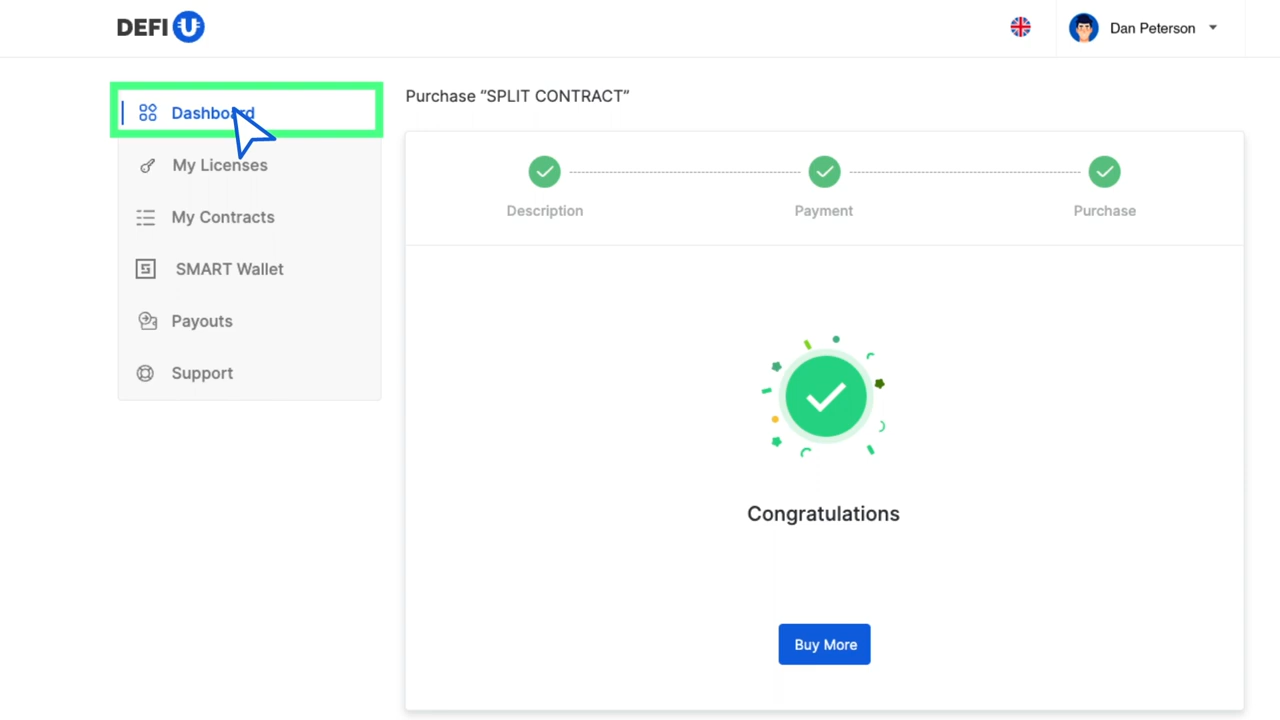 DEFI U
Dan Peterson
Dashboard
My Licenses
My Contracts
SMART Wallet
Payouts
Support
Purchase “SPLIT CONTRACT”
Description
Payment
Purchase
Congratulations
Buy More